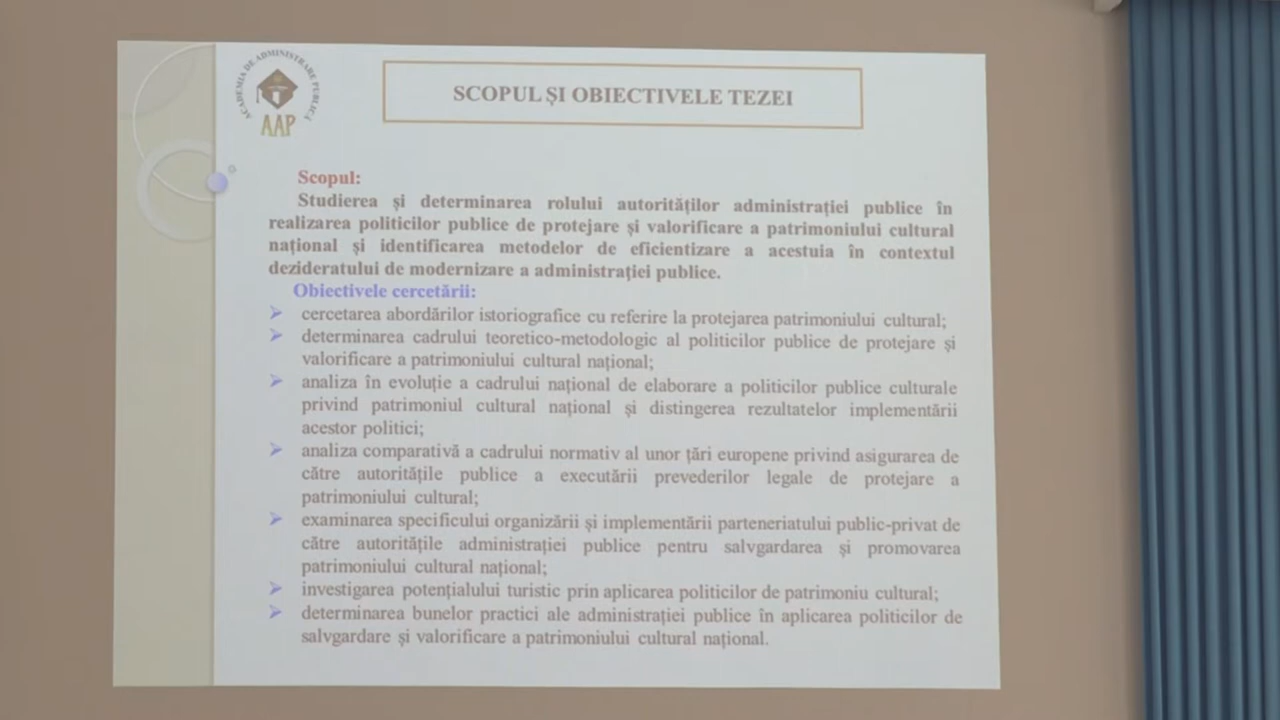 ACADEMIA DE ADMINISTRARE PUBLICĂ
AAP
SCOPUL ȘI OBIECTIVELE TEZEI
Scopul:
Studierea și determinarea rolului autorităților administrației publice în
realizarea politicilor publice de protejare și valorificare a patrimoniului cultural
național și identificarea metodelor de eficientizare a acestuia în contextul
dezideratului de modernizare a administrației publice.
Obiectivele cercetării:
➢ cercetarea abordărilor istoriografice cu referire la protejarea patrimoniului cultural;
➢ determinarea cadrului teoretico-metodologic al politicilor publice de protejare și
valorificare a patrimoniului cultural național;
➢ analiza în evoluție a cadrului național de elaborare a politicilor publice culturale
privind patrimoniul cultural național și distingerea rezultatelor implementării
acestor politici;
➢ analiza comparativă a cadrului normativ al unor țări europene privind asigurarea de
către autoritățile publice a executării prevederilor legale de protejare a
patrimoniului cultural;
➢ examinarea specificului organizării și implementării parteneriatului public-privat de
către autoritățile administrației publice pentru salvgardarea și promovarea
patrimoniului cultural național;
➢ investigarea potențialului turistic prin aplicarea politicilor de patrimoniu cultural;
➢ determinarea bunelor practici ale administrației publice în aplicarea politicilor de
salvgardare și valorificare a patrimoniului cultural național.